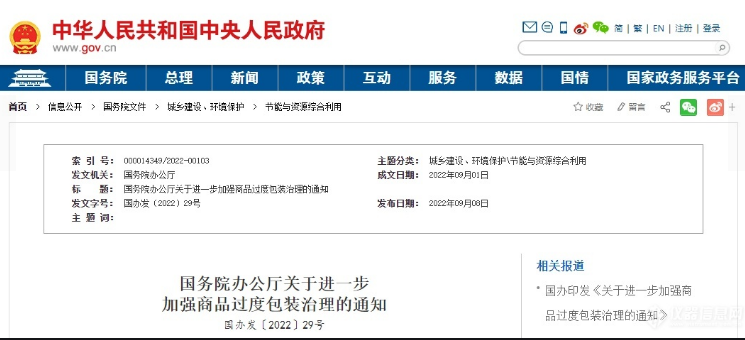 中华人民共和国中央人民政府
www.gov.cn
简 | 繁 | EN | 注册 | 登录
国务院 总理 新闻 政策 互动 服务 数据 国情 国家政务服务平台
首页 > 信息公开 > 国务院文件 > 城乡建设、环境保护 > 节能与资源综合利用
收藏 留言
索 引 号： 000014349/2022-00103 主题分类： 城乡建设、环境保护\节能与资源综合利用
发文机关： 国务院办公厅 成文日期： 2022年09月01日
标 题： 国务院办公厅关于进一步加强商品过度包装治理的通知
发文字号： 国办发〔2022〕29号 发布日期： 2022年09月08日
主 题 词：
国务院办公厅关于进一步
加强商品过度包装治理的通知
国办发〔2022〕29号
相关报道
• 国办印发《关于进一步加强商
品过度包装治理的通知》